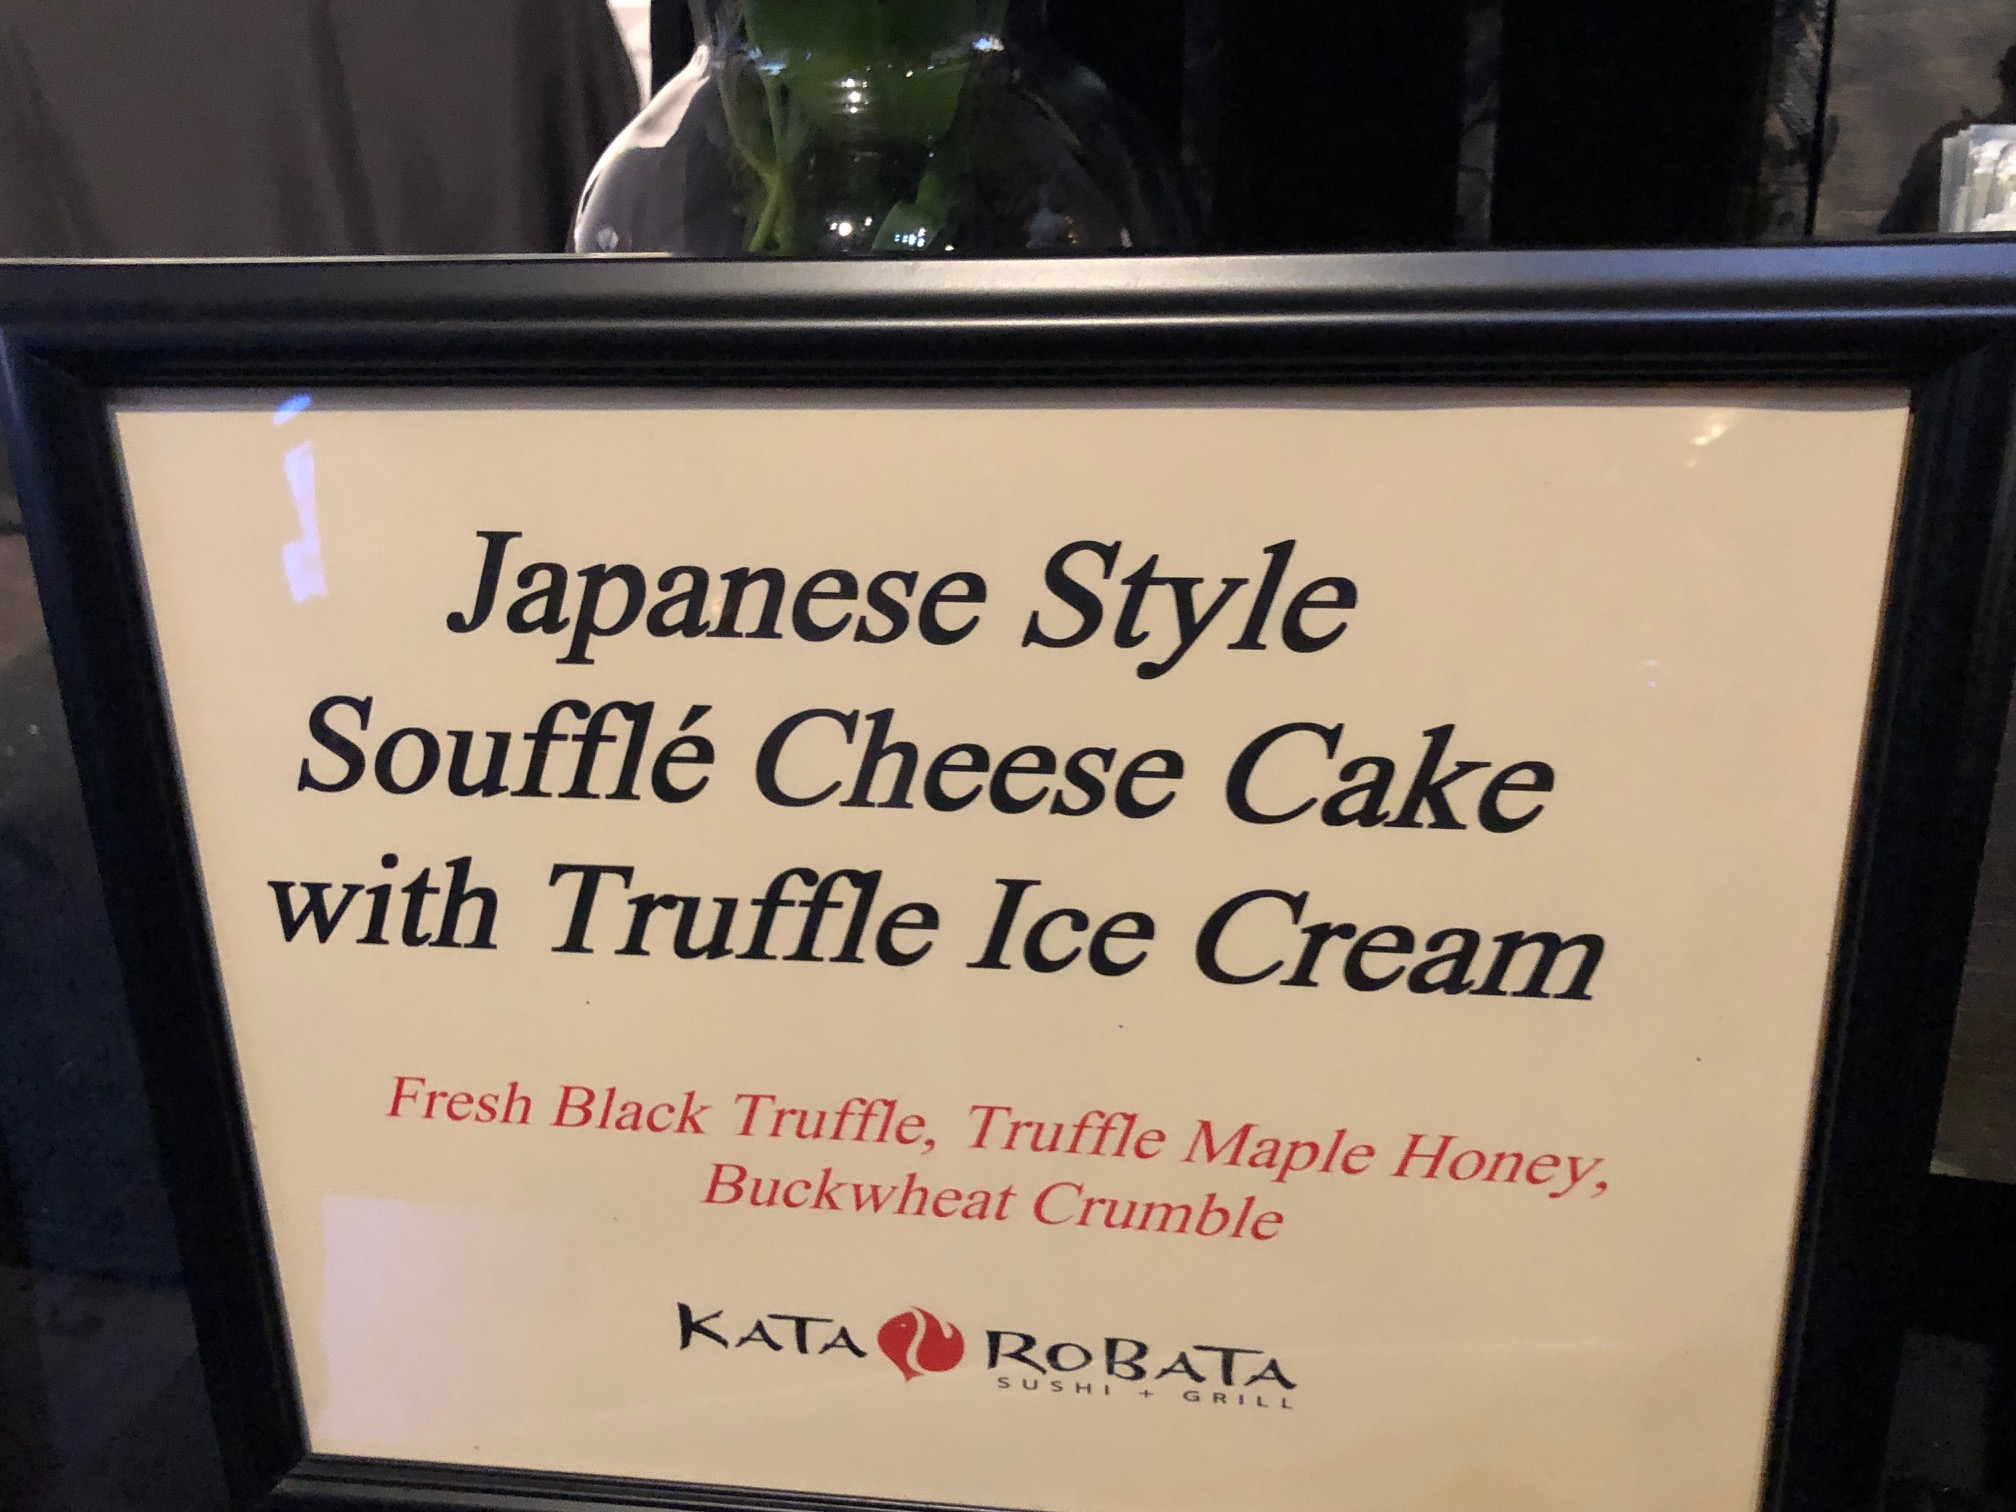 Japanese Style
Soufflé Cheese Cake
with Truffle Ice Cream
Fresh Black Truffle, Truffle Maple Honey,
Buckwheat Crumble
KATA ROBATA
SUSHI + GRILL